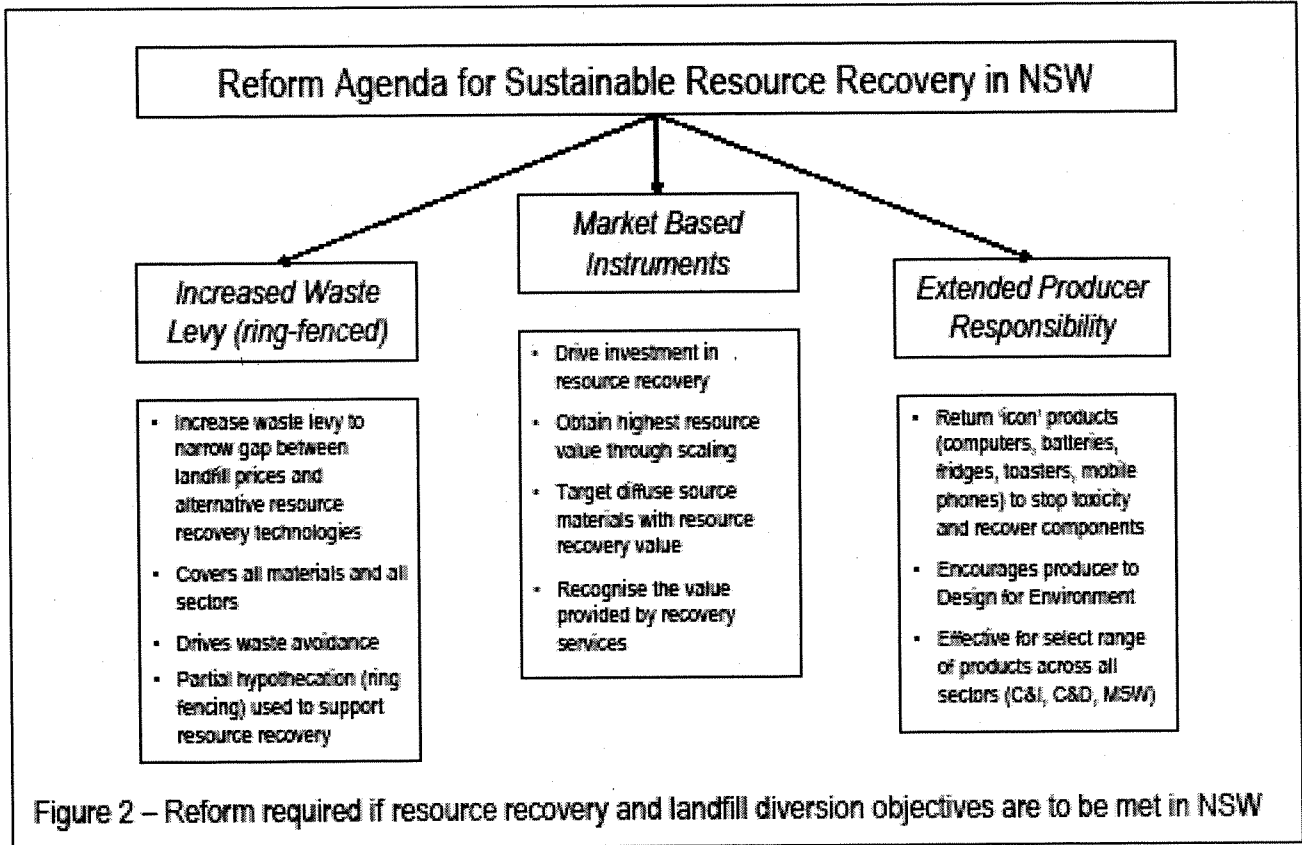 Reform Agenda for Sustainable Resource Recovery in NSW
Increased Waste
Levy (ring-fenced)
▪ Increase waste levy to
narrow gap between
landfill prices and
alternative resource
recovery technologies
▪ Covers all materials and all
sectors
▪ Drives waste avoidance
▪ Partial hypothecation (ring
fencing) used to support
resource recovery
Market Based
Instruments
▪ Drive investment in
resource recovery
▪ Obtain highest resource
value through scaling
▪ Target diffuse source
materials with resource
recovery value
▪ Recognise the value
provided by recovery
services
Extended Producer
Responsibility
▪ Return 'icon' products
(computers, batteries,
fridges, toasters, mobile
phones) to stop toxicity
and recover components
▪ Encourages producer to
Design for Environment
▪ Effective for select range
of products across all
sectors (C&I, C&D, MSW)
Figure 2 – Reform required if resource recovery and landfill diversion objectives are to be met in NSW